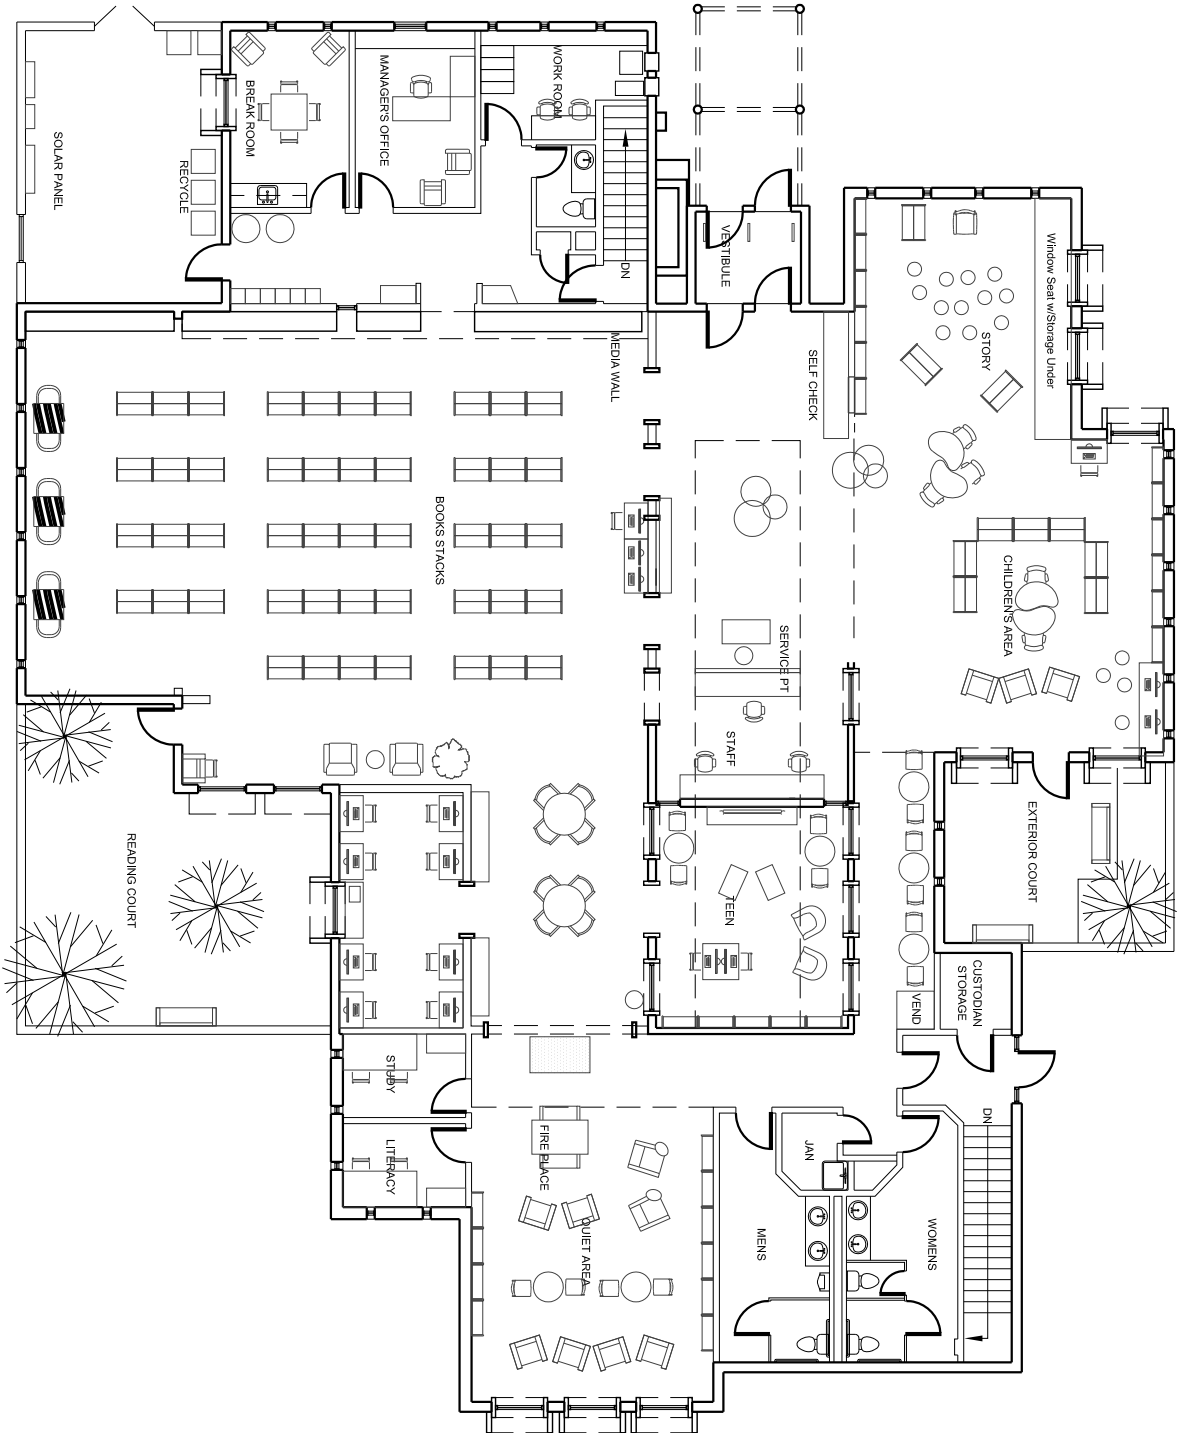 WORK ROOM
MANAGER'S OFFICE
BREAK ROOM
SOLAR PANEL
RECYCLE
DN
VESTIBULE
Window Seat w/Storage Under
STORY
SELF CHECK
MEDIA WALL
BOOKS STACKS
CHILDREN'S AREA
SERVICE PT
STAFF
TEEN
EXTERIOR COURT
READING COURT
CUSTODIAN
STORAGE
VEND
STUDY
LITERACY
FIRE PLACE
QUIET AREA
JAN
DN
MENS
WOMENS